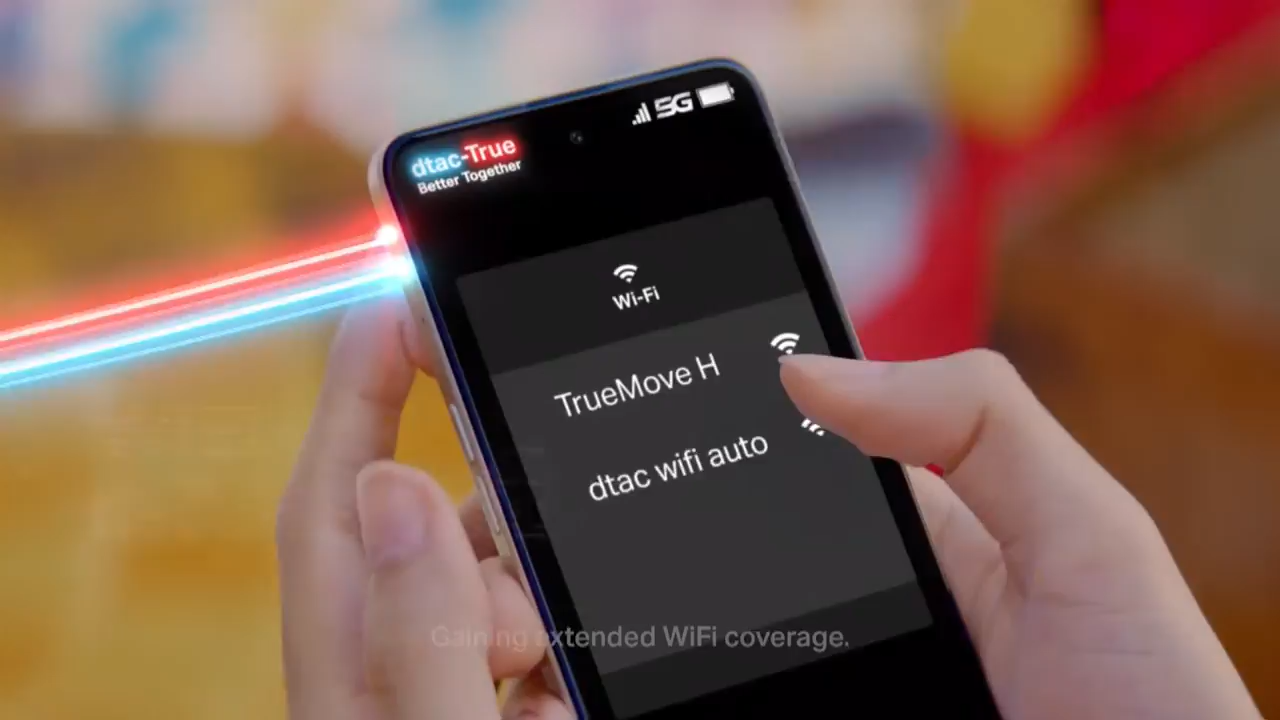 5G
dtac-True
Better Together
Wi-Fi
TrueMove H
dtac wifi auto
Gaining extended WiFi coverage.